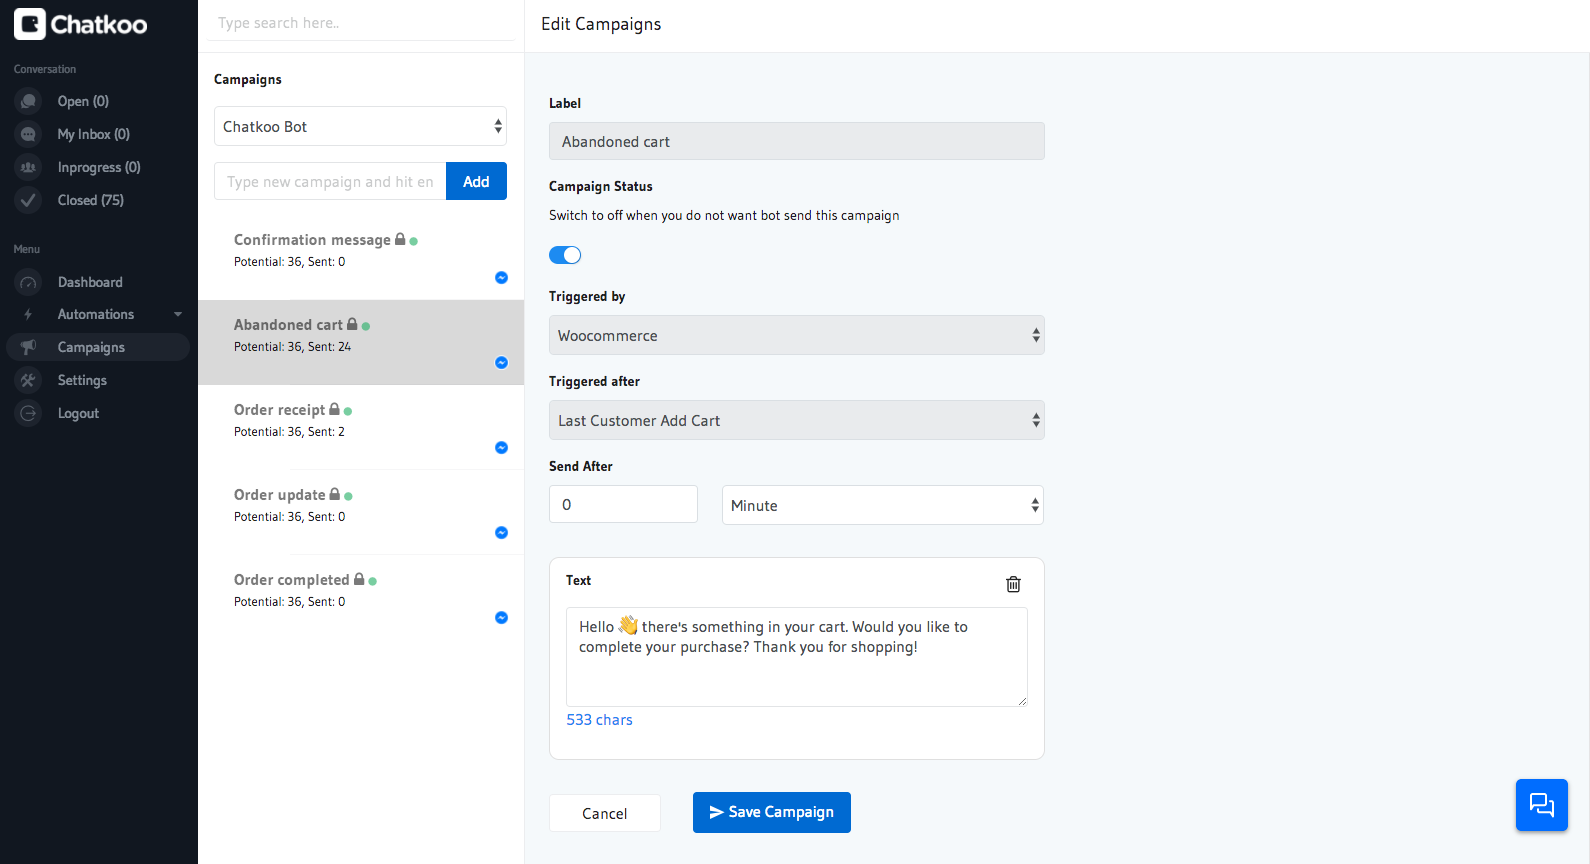 Chatkoo
Conversation
Open (0)
My Inbox (0)
Inprogress (0)
Closed (75)
Menu
Dashboard
Automations
Campaigns
Settings
Logout
Type search here..
Campaigns
Chatkoo Bot
Type new campaign and hit en
Add
Confirmation message
Potential: 36, Sent: 0
Abandoned cart
Potential: 36, Sent: 24
Order receipt
Potential: 36, Sent: 2
Order update
Potential: 36, Sent: 0
Order completed
Potential: 36, Sent: 0
Edit Campaigns
Label
Abandoned cart
Campaign Status
Switch to off when you do not want bot send this campaign
Triggered by
Woocommerce
Triggered after
Last Customer Add Cart
Send After
0
Minute
Text
Hello 👋 there's something in your cart. Would you like to
complete your purchase? Thank you for shopping!
533 chars
Cancel
Save Campaign